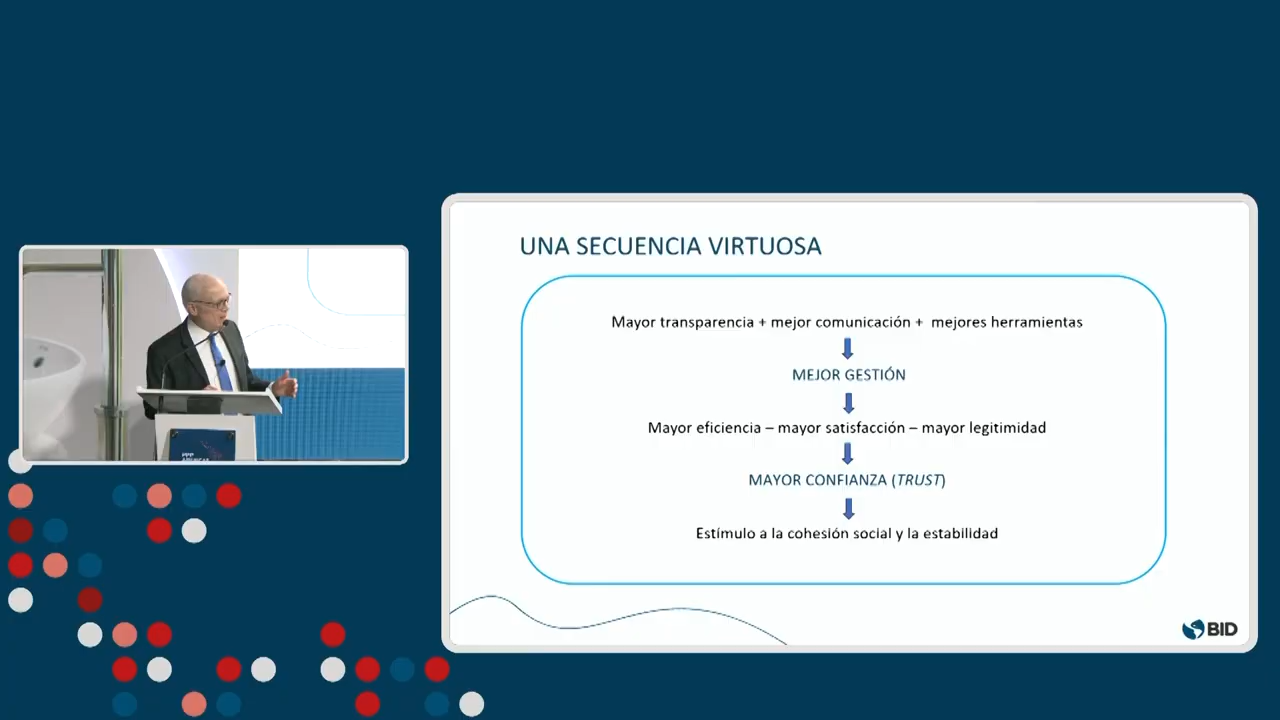 UNA SECUENCIA VIRTUOSA
Mayor transparencia + mejor comunicación + mejores herramientas
MEJOR GESTIÓN
Mayor eficiencia – mayor satisfacción – mayor legitimidad
MAYOR CONFIANZA (TRUST)
Estímulo a la cohesión social y la estabilidad
BID
PPP